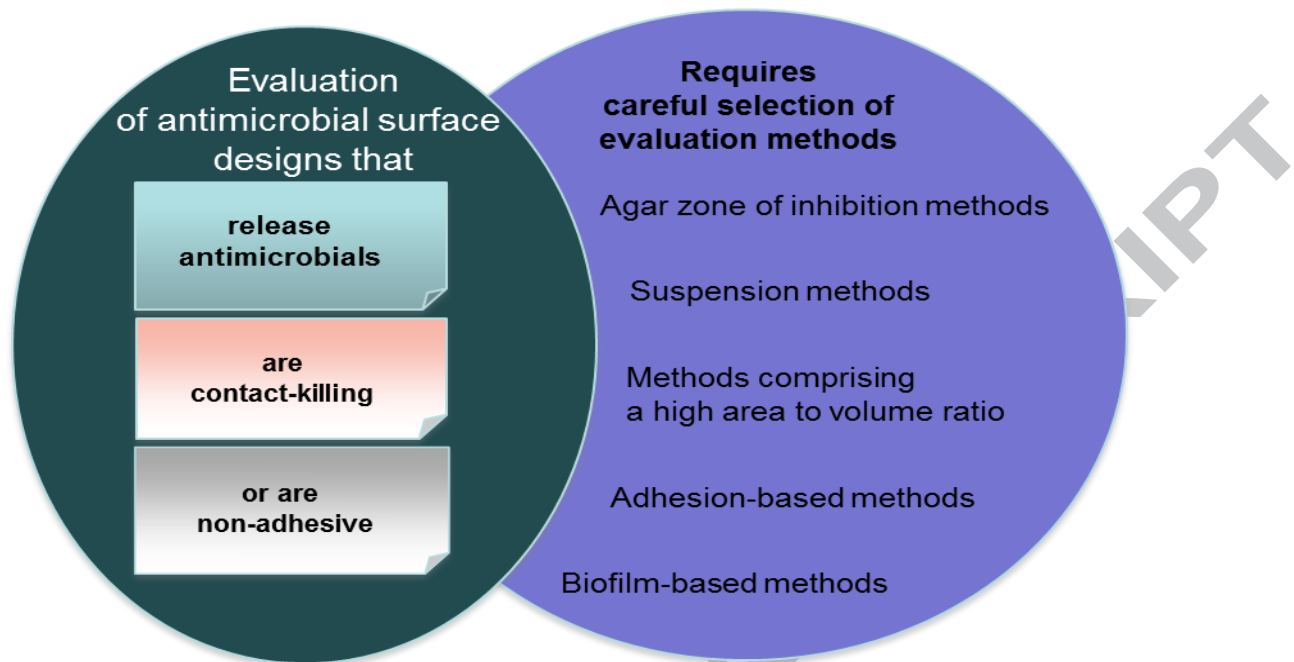 Evaluation
of antimicrobial surface
designs that
release
antimicrobials
are
contact-killing
or are
non-adhesive
Requires
careful selection of
evaluation methods
Agar zone of inhibition methods
Suspension methods
Methods comprising
a high area to volume ratio
Adhesion-based methods
Biofilm-based methods